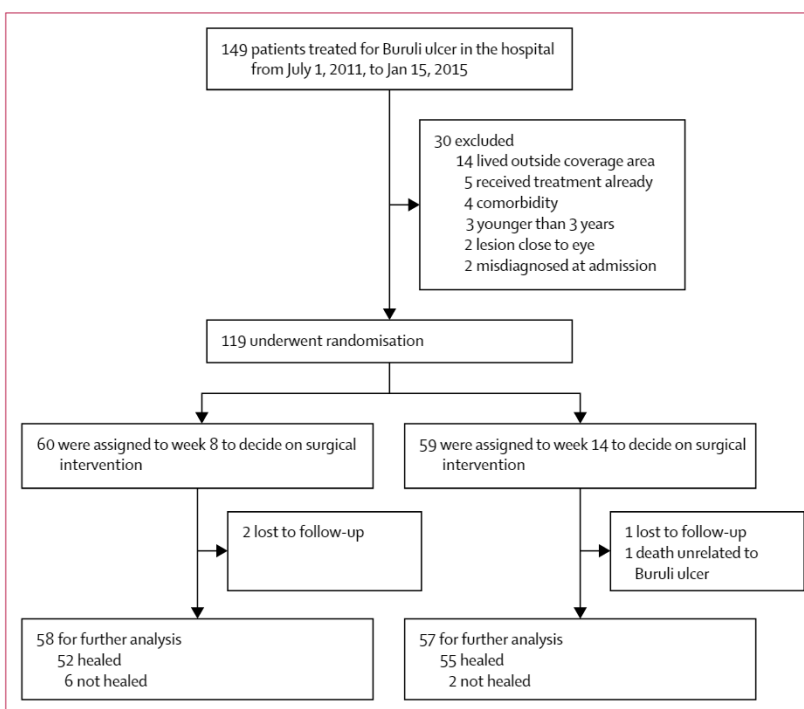 149 patients treated for Buruli ulcer in the hospital
from July 1, 2011, to Jan 15, 2015
30 excluded
14 lived outside coverage area
5 received treatment already
4 comorbidity
3 younger than 3 years
2 lesion close to eye
2 misdiagnosed at admission
119 underwent randomisation
60 were assigned to week 8 to decide on surgical
intervention
59 were assigned to week 14 to decide on surgical
intervention
2 lost to follow-up
1 lost to follow-up
1 death unrelated to
Buruli ulcer
58 for further analysis
52 healed
6 not healed
57 for further analysis
55 healed
2 not healed